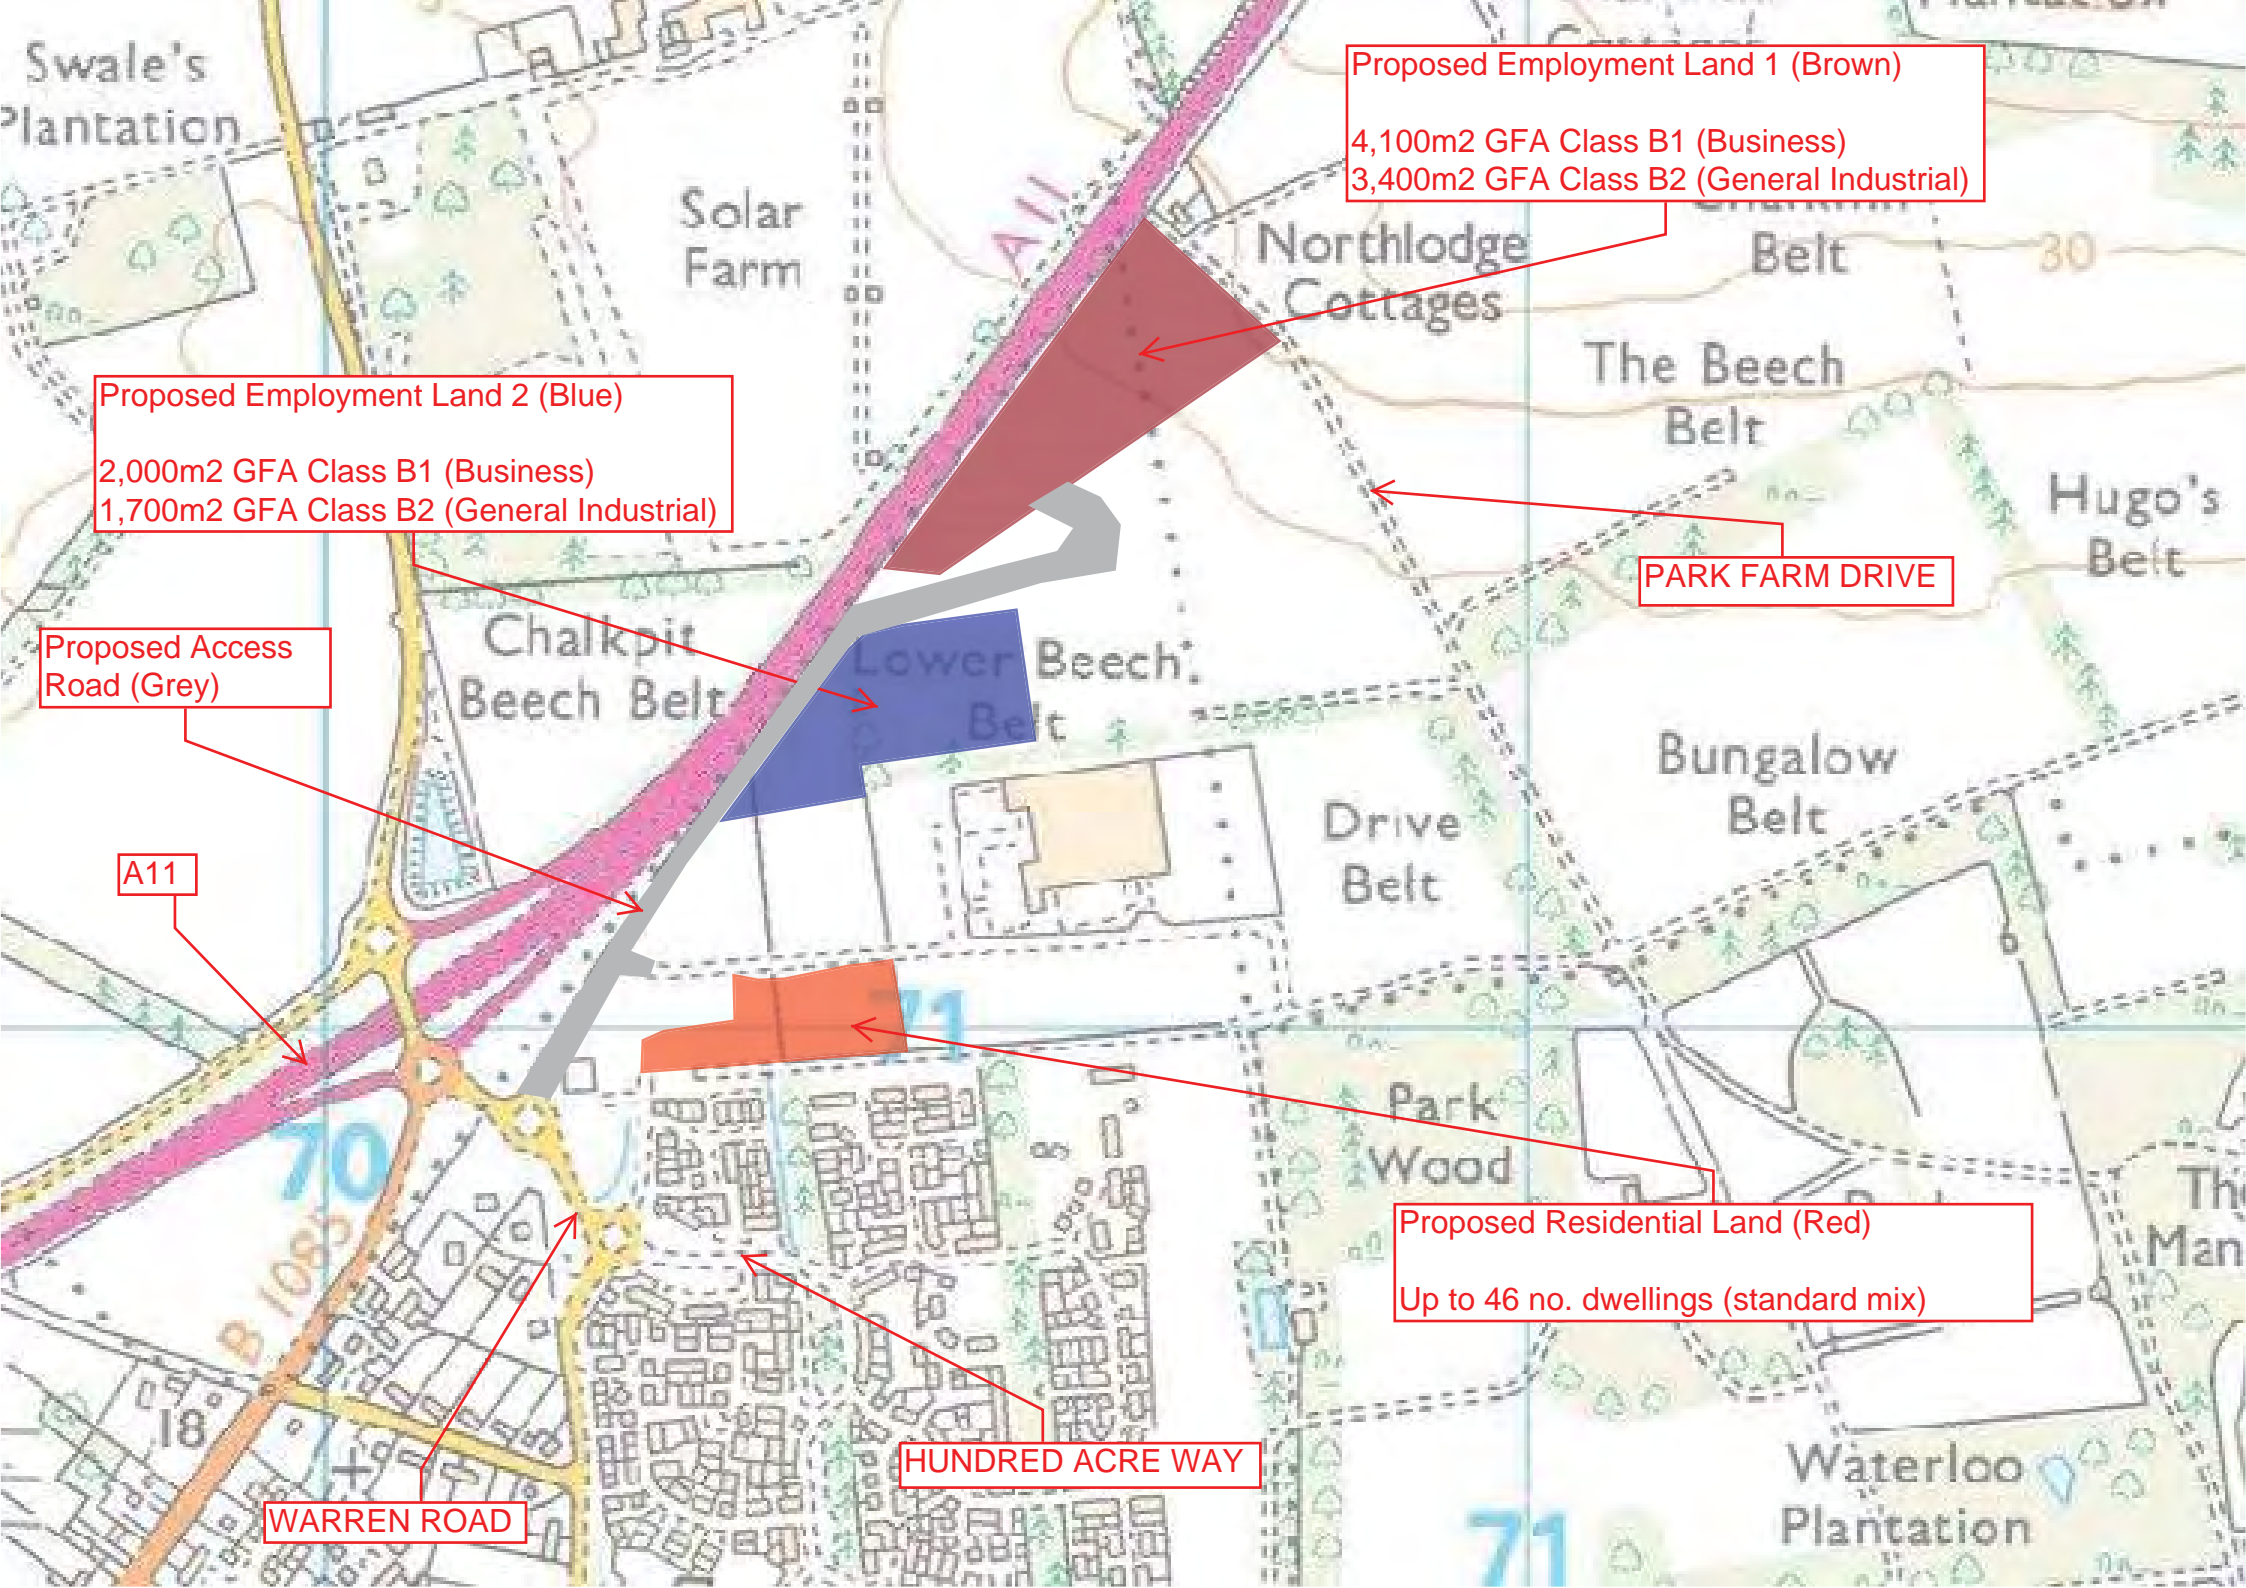 Swale's
Plantation
Solar
Farm
A11
Proposed Employment Land 1 (Brown)
4,100m2 GFA Class B1 (Business)
3,400m2 GFA Class B2 (General Industrial)
Northlodge
Cottages
Belt
30
The Beech
Belt
Hugo's
Belt
Proposed Employment Land 2 (Blue)
2,000m2 GFA Class B1 (Business)
1,700m2 GFA Class B2 (General Industrial)
PARK FARM DRIVE
Chalkpit
Beech Belt
Lower Beech
Belt
Proposed Access
Road (Grey)
Bungalow
Belt
Drive
Belt
A11
71
70
B 1085
Park
Wood
Proposed Residential Land (Red)
Up to 46 no. dwellings (standard mix)
18
HUNDRED ACRE WAY
WARREN ROAD
Waterloo
Plantation
71